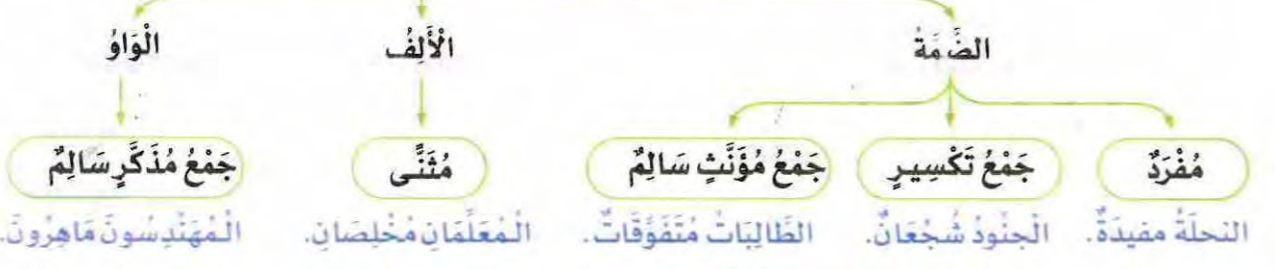 الضَّمَةُ الْأَلِفُ الْوَاوُ
مُفْرَدٌ جَمْعُ تَكْسِيرٍ جَمْعُ مُؤَنَّثٍ سَالِمٌ مُثَنًّى جَمْعُ مُذَكَّرٍ سَالِمٌ
النحلَةُ مفيدَةٌ. الْجنُودُ شُجْعَانٌ. الطَّالِبَاتُ مُتَفَوِّقَاتٌ. الْمُعَلِّمَانِ مُخْلِصَانِ. الْمُهَنْدِسُونَ مَاهِرُونَ.